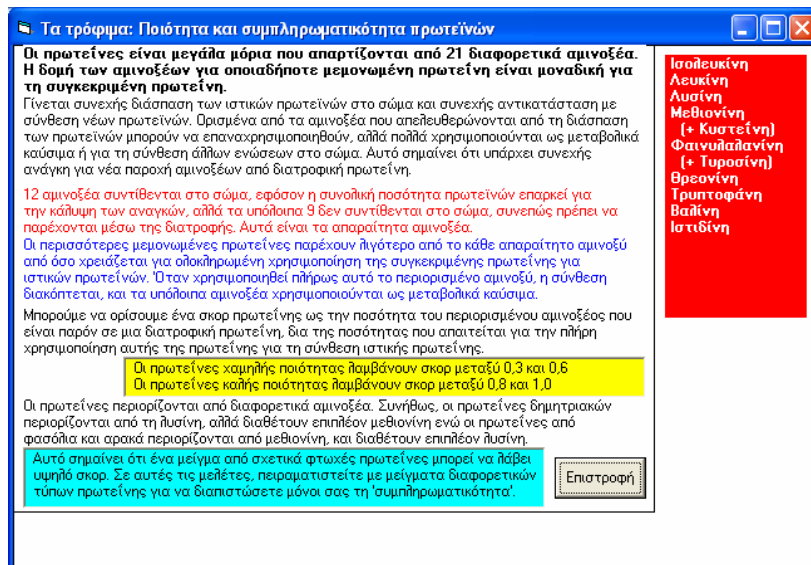 Τα τρόφιμα: Ποιότητα και συμπληρωματικότητα πρωτεϊνών
Οι πρωτεΐνες είναι μεγάλα μόρια που απαρτίζονται από 21 διαφορετικά αμινοξέα.
Η δομή των αμινοξέων για οποιαδήποτε μεμονωμένη πρωτεΐνη είναι μοναδική για
τη συγκεκριμένη πρωτεΐνη.
Γίνεται συνεχής διάσπαση των ιστικών πρωτεϊνών στο σώμα και συνεχής αντικατάσταση με
σύνθεση νέων πρωτεϊνών. Ορισμένα από τα αμινοξέα που απελευθερώνονται από τη διάσπαση
των πρωτεϊνών μπορούν να επαναχρησιμοποιηθούν, αλλά πολλά χρησιμοποιούνται ως μεταβολικά
καύσιμα ή για τη σύνθεση άλλων ενώσεων στο σώμα. Αυτό σημαίνει ότι υπάρχει συνεχής
ανάγκη για νέα παροχή αμινοξέων από διατροφική πρωτεΐνη.
12 αμινοξέα συντίθενται στο σώμα, εφόσον η συνολική ποσότητα πρωτεϊνών επαρκεί για
την κάλυψη των αναγκών, αλλά τα υπόλοιπα 9 δεν συντίθενται στο σώμα, συνεπώς πρέπει να
παρέχονται μέσω της διατροφής. Αυτά είναι τα απαραίτητα αμινοξέα.
Οι περισσότερες μεμονωμένες πρωτεΐνες παρέχουν λιγότερο από το κάθε απαραίτητο αμινοξύ
από όσο χρειάζεται για ολοκληρωμένη χρησιμοποίηση της συγκεκριμένης πρωτεΐνης για
ιστικών πρωτεϊνών. Όταν χρησιμοποιηθεί πλήρως αυτό το περιορισμένο αμινοξύ, η σύνθεση
διακόπτεται, και τα υπόλοιπα αμινοξέα χρησιμοποιούνται ως μεταβολικά καύσιμα.
Μπορούμε να ορίσουμε ένα σκορ πρωτεΐνης ως την ποσότητα του περιορισμένου αμινοξέος που
είναι παρόν σε μια διατροφική πρωτεΐνη, δια της ποσότητας που απαιτείται για την πλήρη
χρησιμοποίηση αυτής της πρωτεΐνης για τη σύνθεση ιστικής πρωτεΐνης.
Οι πρωτεΐνες χαμηλής ποιότητας λαμβάνουν σκορ μεταξύ 0,3 και 0,6
Οι πρωτεΐνες καλής ποιότητας λαμβάνουν σκορ μεταξύ 0,8 και 1,0
Οι πρωτεΐνες περιορίζονται από διαφορετικά αμινοξέα. Συνήθως, οι πρωτεΐνες δημητριακών
περιορίζονται από τη λυσίνη, αλλά διαθέτουν επιπλέον μεθιονίνη ενώ οι πρωτεΐνες από
φασόλια και αρακά περιορίζονται από μεθιονίνη, και διαθέτουν επιπλέον λυσίνη.
Αυτό σημαίνει ότι ένα μείγμα από σχετικά φτωχές πρωτεΐνες μπορεί να λάβει
υψηλό σκορ. Σε αυτές τις μελέτες, πειραματιστείτε με μείγματα διαφορετικών
τύπων πρωτεΐνης για να διαπιστώσετε μόνοι σας τη 'συμπληρωματικότητα'.
Επιστροφή
Ισολευκίνη
Λευκίνη
Λυσίνη
Μεθιονίνη
(+ Κυστεΐνη)
Φαινυλαλανίνη
(+ Τυροσίνη)
Θρεονίνη
Τρυπτοφάνη
Βαλίνη
Ιστιδίνη